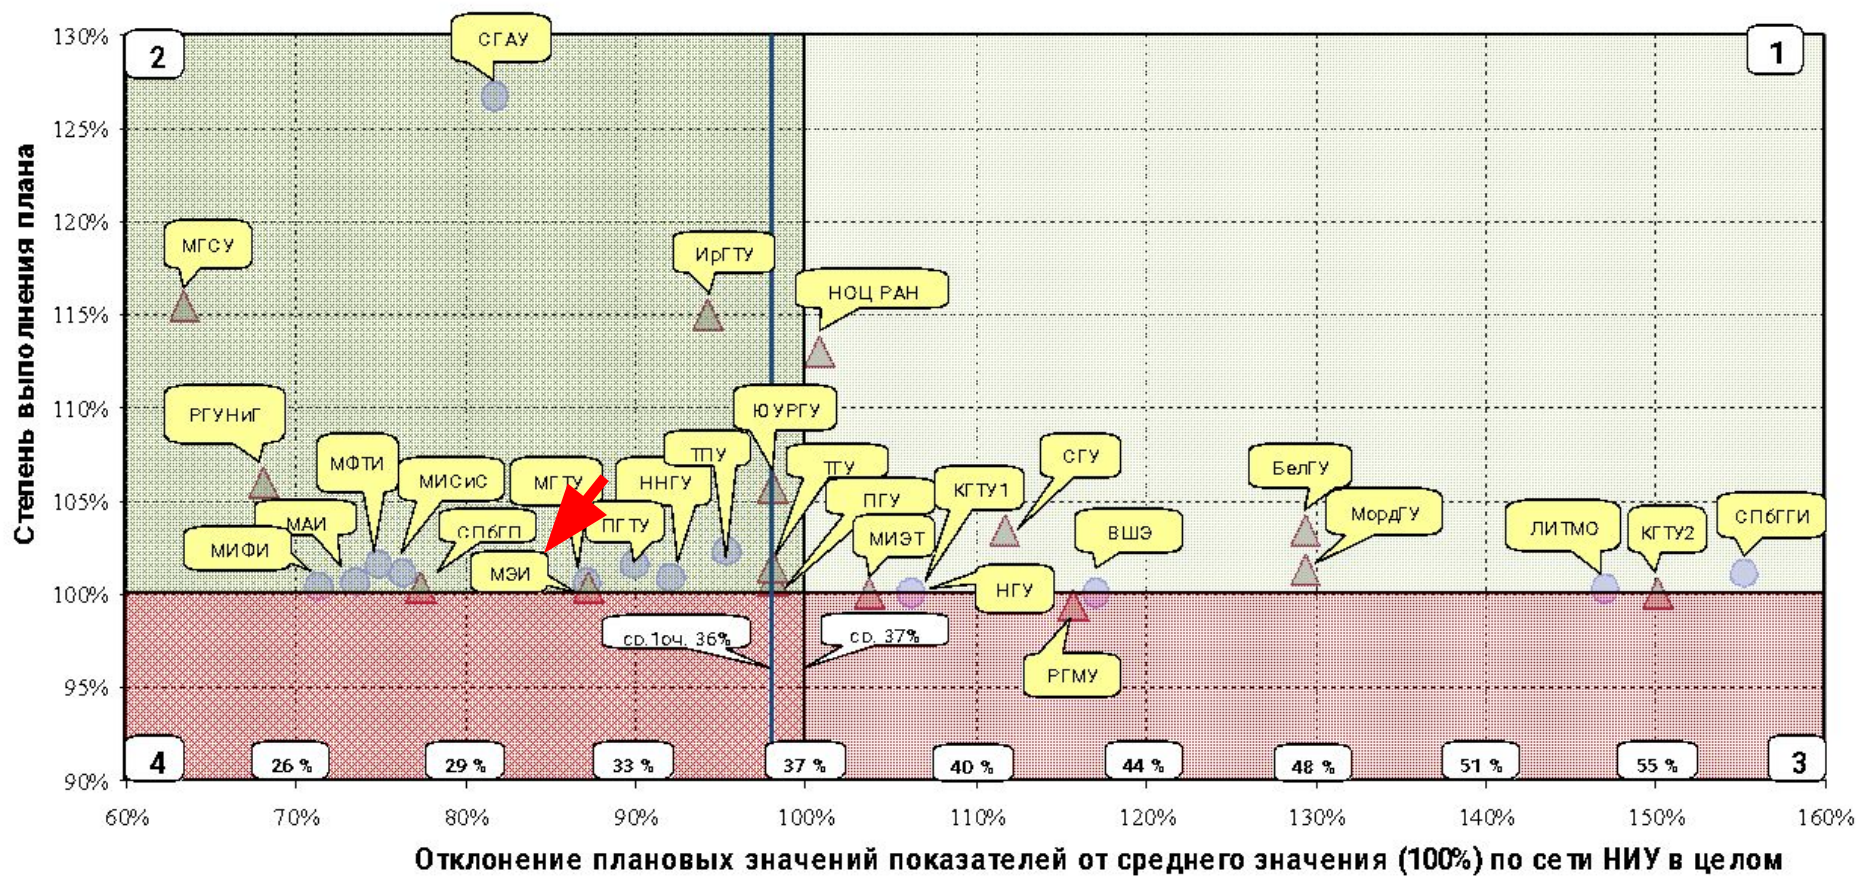 Степень выполнения плана
130%
125%
120%
115%
110%
105%
100%
95%
90%
2
1
4
3
СГАУ
МГСУ
ИрГТУ
НОЦ РАН
РГУНиГ
ЮУРГУ
МФТИ
МИСиС
МГТУ
ННГУ
ТПУ
ТГУ
ПГУ
КГТУ1
СГУ
БелГУ
МАИ
МИФИ
СПбГП
МЭИ
ПГТУ
МИЭТ
НГУ
ВШЭ
МордГУ
ЛИТМО
КГТУ2
СПбГГИ
РГМУ
ср.1оч. 36%
ср. 37%
26 %
29 %
33 %
37 %
40 %
44 %
48 %
51 %
55 %
60%
70%
80%
90%
100%
110%
120%
130%
140%
150%
160%
Отклонение плановых значений показателей от среднего значения (100%) по сети НИУ в целом